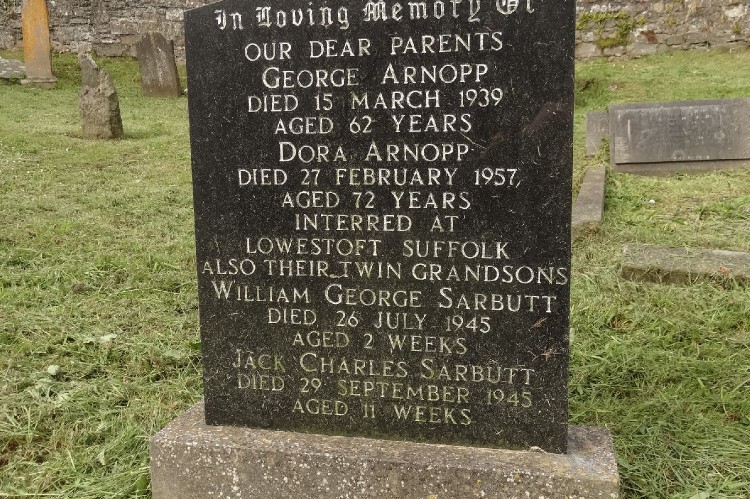 In Loving Memory Of
OUR DEAR PARENTS
GEORGE ARNOPP
DIED 15 MARCH 1939
AGED 62 YEARS
DORA ARNOPP
DIED 27 FEBRUARY 1957,
AGED 72 YEARS
INTERRED AT
LOWESTOFT SUFFOLK
ALSO THEIR TWIN GRANDSONS
WILLIAM GEORGE SARBUTT
DIED 26 JULY 1945
AGED 2 WEEKS
JACK CHARLES SARBUTT
DIED 29 SEPTEMBER 1945
AGED 11 WEEKS